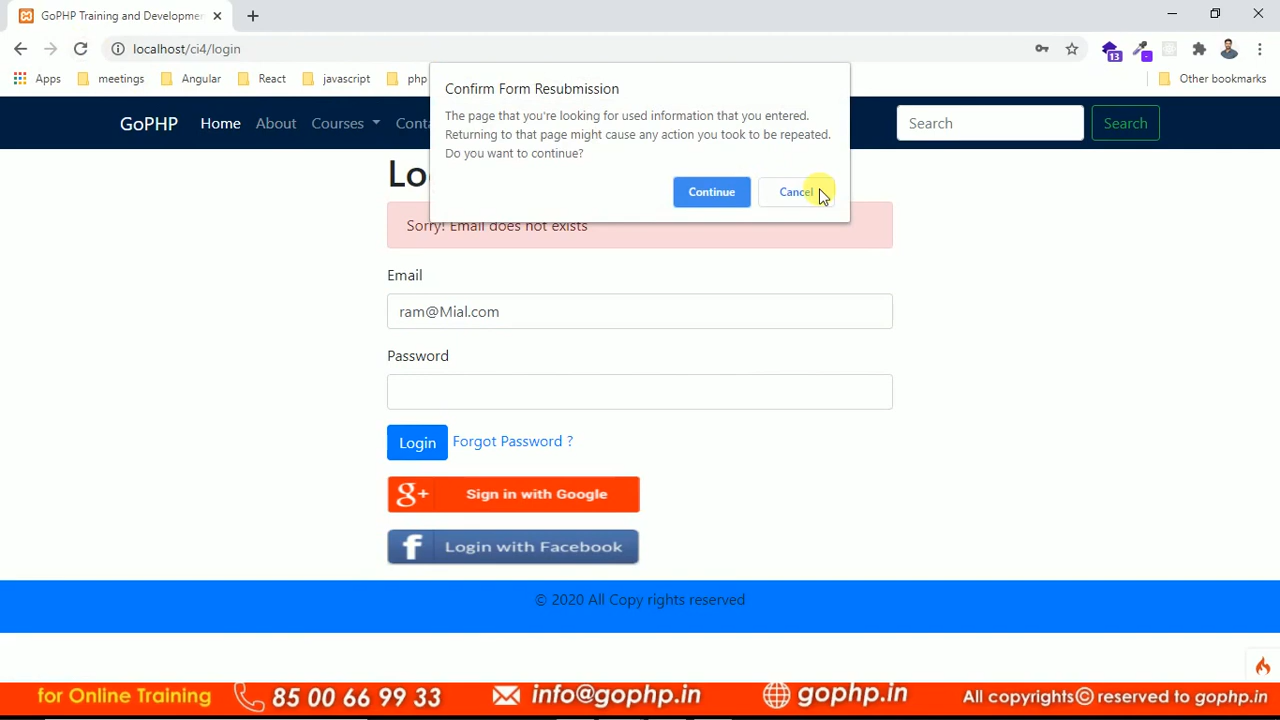 GoPHP Training and Developmen
localhost/ci4/login
13
Apps meetings Angular React javascript php Other bookmarks
Confirm Form Resubmission
The page that you're looking for used information that you entered.
Returning to that page might cause any action you took to be repeated.
Do you want to continue?
Continue Cancel
GoPHP Home About Courses Conta Search Search
Lo
Sorry! Email does not exists
Email
ram@Mial.com
Password
Login Forgot Password ?
g+ Sign in with Google
f Login with Facebook
© 2020 All Copy rights reserved
for Online Training 85 00 66 99 33 info@gophp.in gophp.in All copyrights© reserved to gophp.in